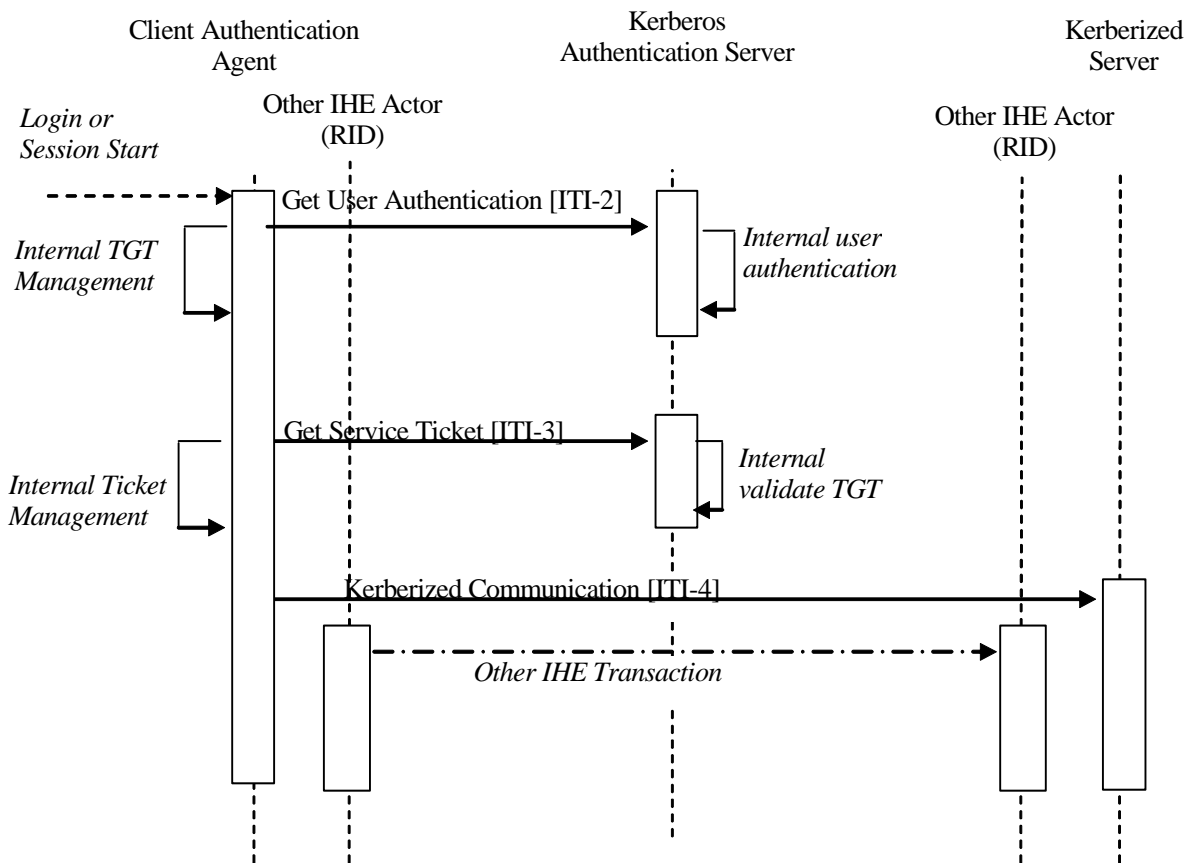 Client Authentication
Agent
Kerberos
Authentication Server
Kerberized
Server
Other IHE Actor
(RID)
Other IHE Actor
(RID)
Login or
Session Start
Get User Authentication [ITI-2]
Internal TGT
Management
Internal user
authentication
Get Service Ticket [ITI-3]
Internal Ticket
Management
Internal
validate TGT
Kerberized Communication [ITI-4]
Other IHE Transaction